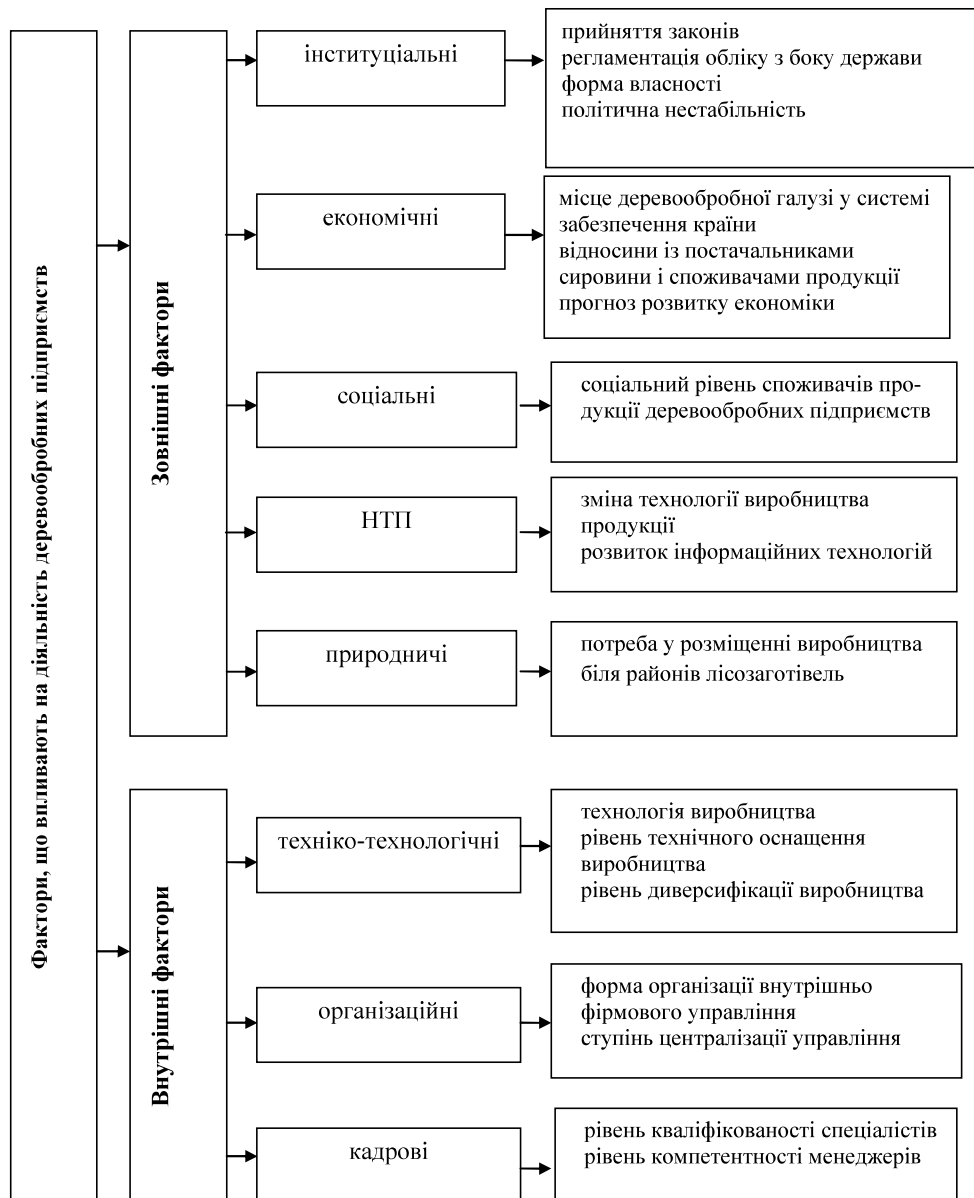 Фактори, що впливають на діяльність деревообробних підприємств
Зовнішні фактори
інституціальні
прийняття законів
регламентація обліку з боку держави
форма власності
політична нестабільність
економічні
місце деревообробної галузі у системі
забезпечення країни
відносини із постачальниками
сировини і споживачами продукції
прогноз розвитку економіки
соціальні
соціальний рівень споживачів про-
дукції деревообробних підприємств
НТП
зміна технології виробництва
продукції
розвиток інформаційних технологій
природничі
потреба у розміщенні виробництва
біля районів лісозаготівель
Внутрішні фактори
техніко-технологічні
технологія виробництва
рівень технічного оснащення
виробництва
рівень диверсифікації виробництва
організаційні
форма організації внутрішньо
фірмового управління
ступінь централізації управління
кадрові
рівень кваліфікованості спеціалістів
рівень компетентності менеджерів